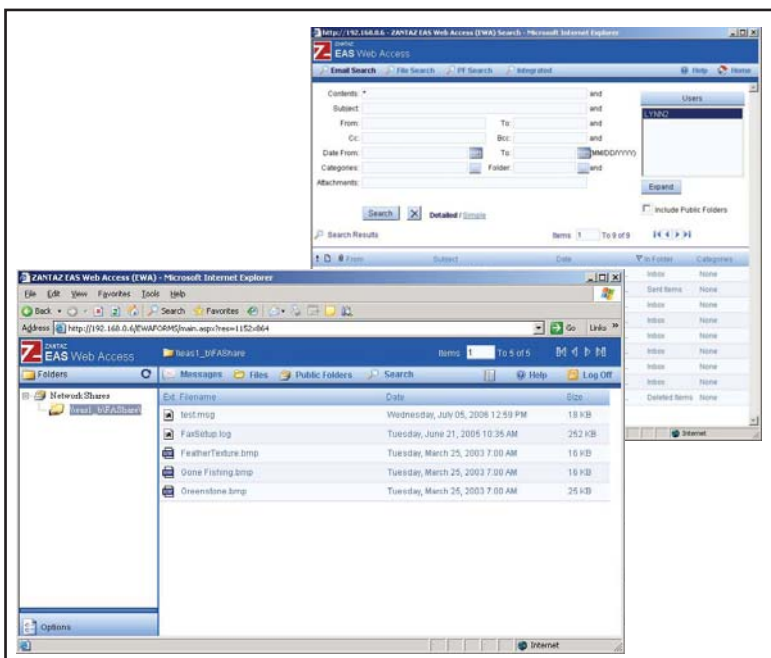 http://192.168.0.6 - ZANTAZ EAS Web Access (EWA) Search - Microsoft Internet Explorer
ZANTAZ
EAS Web Access
Email Search File Search PF Search Integrated Help Home
Contents: * and
Subject: and
From: To: and
Cc: Bcc: and
Date From: To: (MM/DD/YYYY)
Categories: Folder: and
Attachments:
Users
LYNN2
Expand
Include Public Folders
Search X Detailed / Simple
Search Results Items 1 To 9 of 9
From Subject Date In Folder Categories
Inbox None
Sent Items None
Inbox None
Inbox None
Inbox None
Inbox None
Inbox None
Inbox None
Deleted Items None
Internet
ZANTAZ EAS Web Access (EWA) - Microsoft Internet Explorer
File Edit View Favorites Tools Help
Back Search Favorites
Address http://192.168.0.6/EWAFORMS/main.aspx?res=1152x864 Go Links »
ZANTAZ
EAS Web Access
Items 1 To 5 of 5
Folders Messages Files Public Folders Search Help Log Off
Network Shares
Ext. Filename Date Size
test.msg Wednesday, July 05, 2006 12:59 PM 18 KB
FaxSetup.log Tuesday, June 21, 2005 10:35 AM 252 KB
FeatherTexture.bmp Tuesday, March 25, 2003 7:00 AM 16 KB
Gone Fishing.bmp Tuesday, March 25, 2003 7:00 AM 16 KB
Greenstone.bmp Tuesday, March 25, 2003 7:00 AM 25 KB
Options
Internet